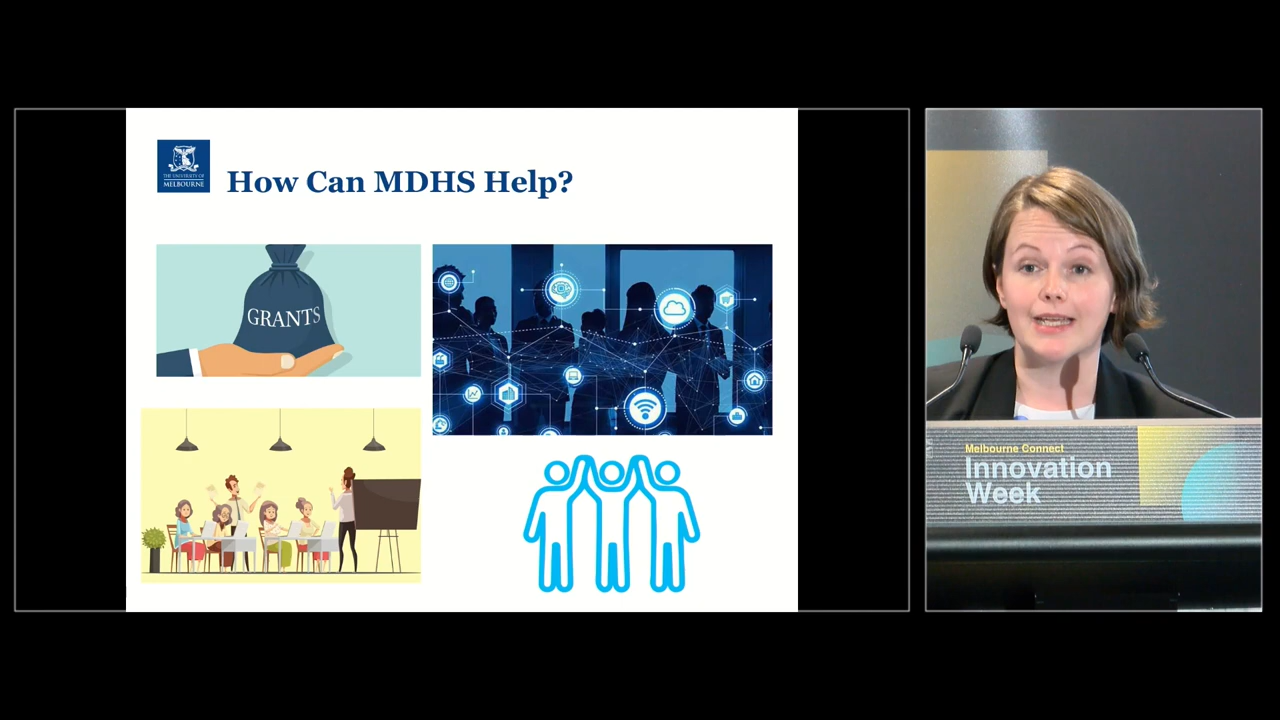 THE UNIVERSITY OF
MELBOURNE
How Can MDHS Help?
GRANTS
Melbourne Connect
Innovation
Week